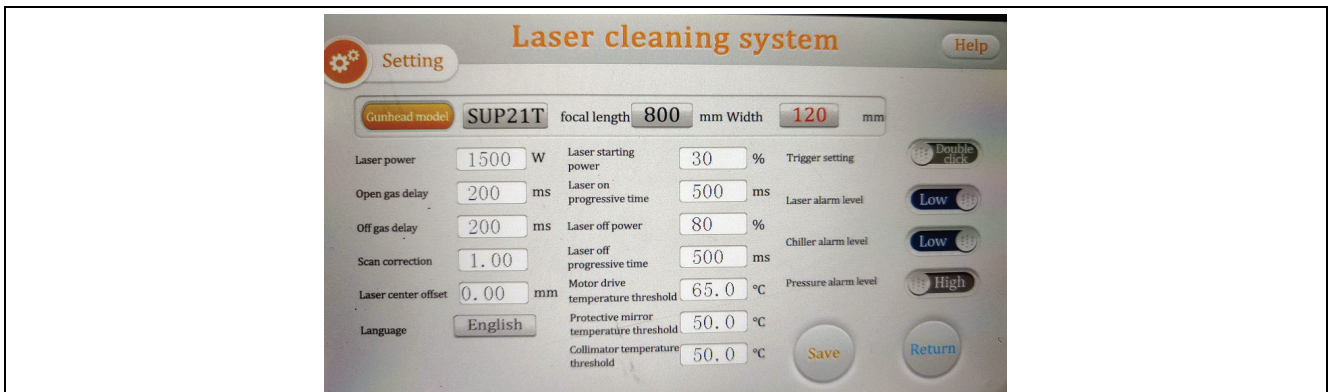 Laser cleaning system
Help
Setting
Gunhead model SUP21T focal length 800 mm Width 120 mm
Laser power 1500 W
Open gas delay 200 ms
Off gas delay 200 ms
Scan correction 1.00
Laser center offset 0.00 mm
Language English
Laser starting
power 30 %
Laser on
progressive time 500 ms
Laser off power 80 %
Laser off
progressive time 500 ms
Motor drive
temperature threshold 65.0 °C
Protective mirror
temperature threshold 50.0 °C
Collimator temperature
threshold 50.0 °C
Trigger setting Double
click
Laser alarm level Low
Chiller alarm level Low
Pressure alarm level High
Save
Return